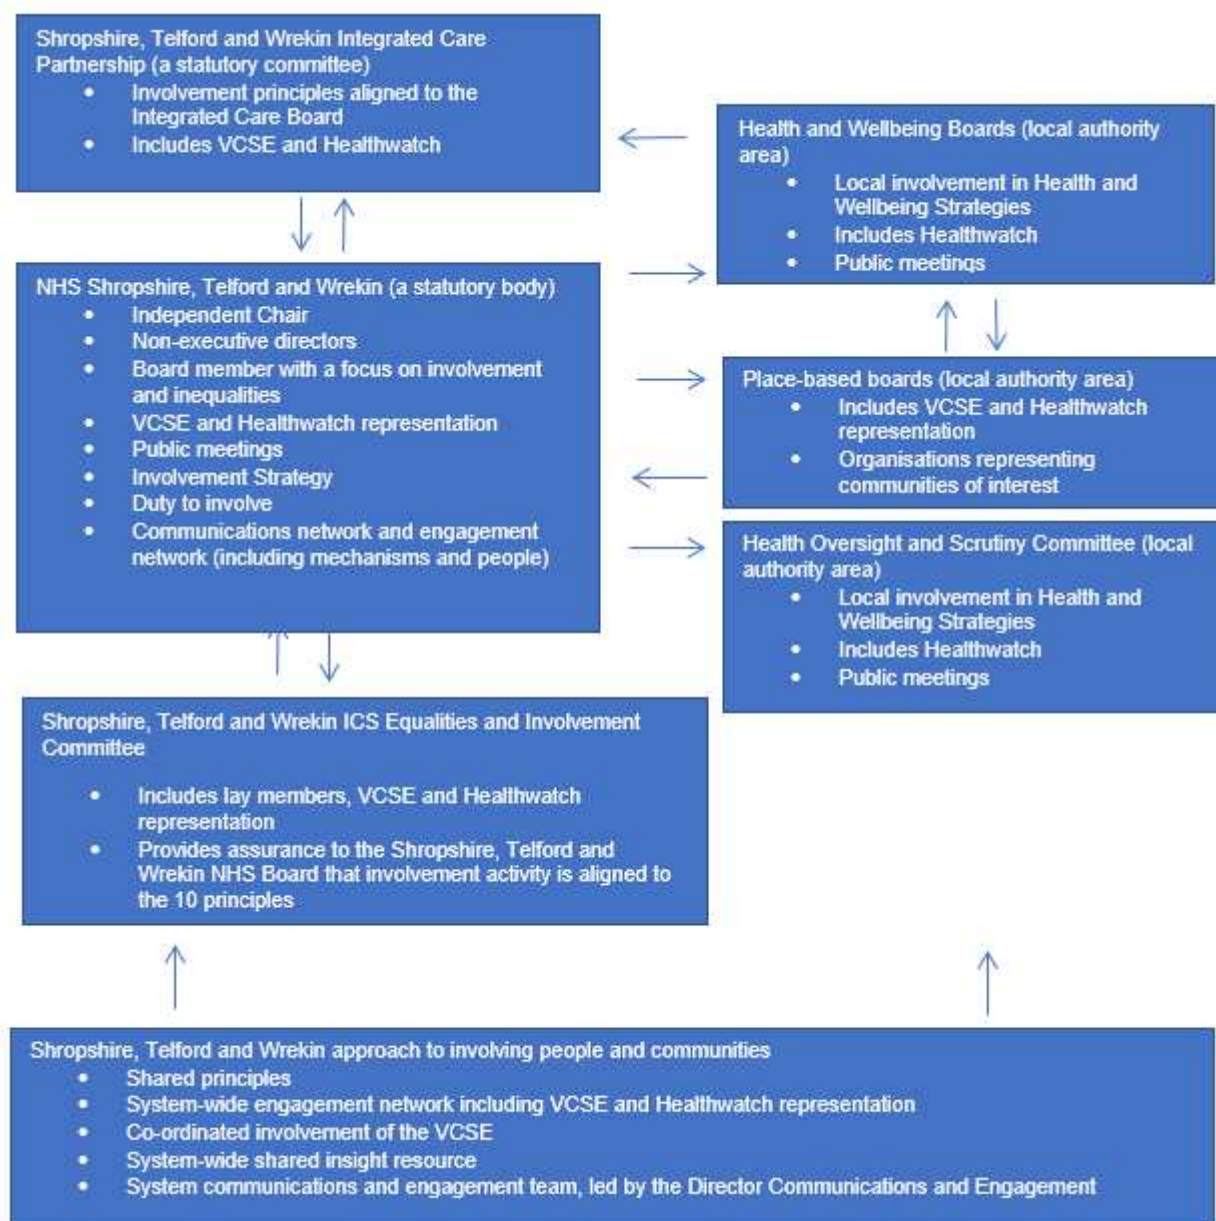 Shropshire, Telford and Wrekin Integrated Care
Partnership (a statutory committee)
• Involvement principles aligned to the
Integrated Care Board
• Includes VCSE and Healthwatch
Health and Wellbeing Boards (local authority
area)
• Local involvement in Health and
Wellbeing Strategies
• Includes Healthwatch
• Public meetings
NHS Shropshire, Telford and Wrekin (a statutory body)
• Independent Chair
• Non-executive directors
• Board member with a focus on involvement
and inequalities
• VCSE and Healthwatch representation
• Public meetings
• Involvement Strategy
• Duty to involve
• Communications network and engagement
network (including mechanisms and people)
Place-based boards (local authority area)
• Includes VCSE and Healthwatch
representation
• Organisations representing
communities of interest
Health Oversight and Scrutiny Committee (local
authority area)
• Local involvement in Health and
Wellbeing Strategies
• Includes Healthwatch
• Public meetings
Shropshire, Telford and Wrekin ICS Equalities and Involvement
Committee
• Includes lay members, VCSE and Healthwatch
representation
• Provides assurance to the Shropshire, Telford and
Wrekin NHS Board that involvement activity is aligned to
the 10 principles
Shropshire, Telford and Wrekin approach to involving people and communities
• Shared principles
• System-wide engagement network including VCSE and Healthwatch representation
• Co-ordinated involvement of the VCSE
• System-wide shared insight resource
• System communications and engagement team, led by the Director Communications and Engagement